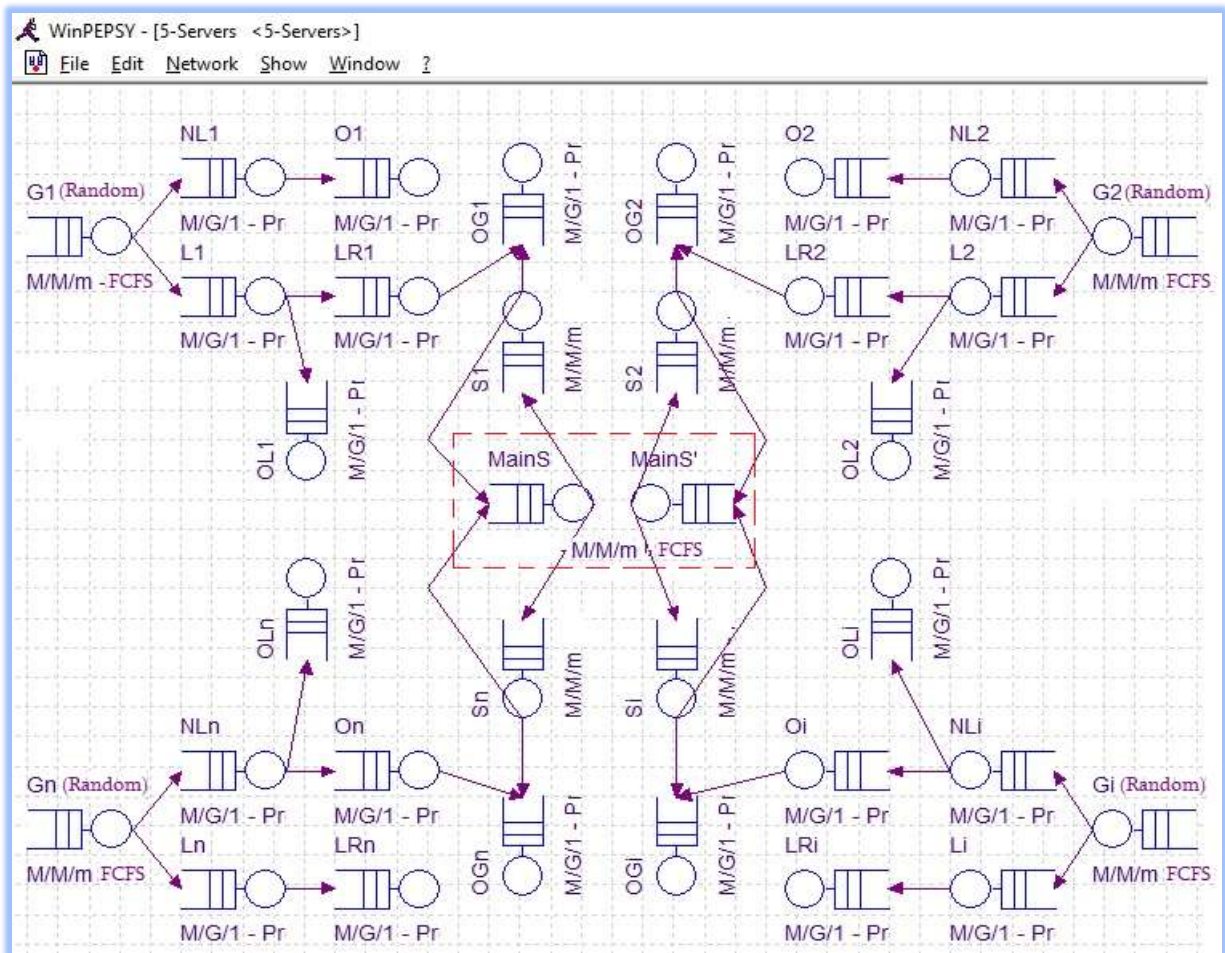 WinPEPSY - [5-Servers <5-Servers>]
File Edit Network Show Window ?
NL1 O1 O2 NL2
G1 (Random) G2 (Random)
OG1 M/G/1 - Pr OG2 M/G/1 - Pr
M/G/1 - Pr M/G/1 - Pr M/G/1 - Pr M/G/1 - Pr
L1 LR1 LR2 L2
M/M/m - FCFS M/M/m FCFS
M/G/1 - Pr M/G/1 - Pr M/G/1 - Pr M/G/1 - Pr
S1 M/M/m S2 M/M/m
OL1 M/G/1 - Pr OL2 M/G/1 - Pr
MainS MainS'
- M/M/m FCFS
OLn M/G/1 - Pr OLi M/G/1 - Pr
Sn M/M/m Si M/M/m
NLn On Oi NLi
Gn (Random) Gi (Random)
M/G/1 - Pr M/G/1 - Pr M/G/1 - Pr M/G/1 - Pr
Ln LRn LRi Li
OGn M/G/1 - Pr OGi M/G/1 - Pr
M/M/m FCFS M/M/m FCFS
M/G/1 - Pr M/G/1 - Pr M/G/1 - Pr M/G/1 - Pr